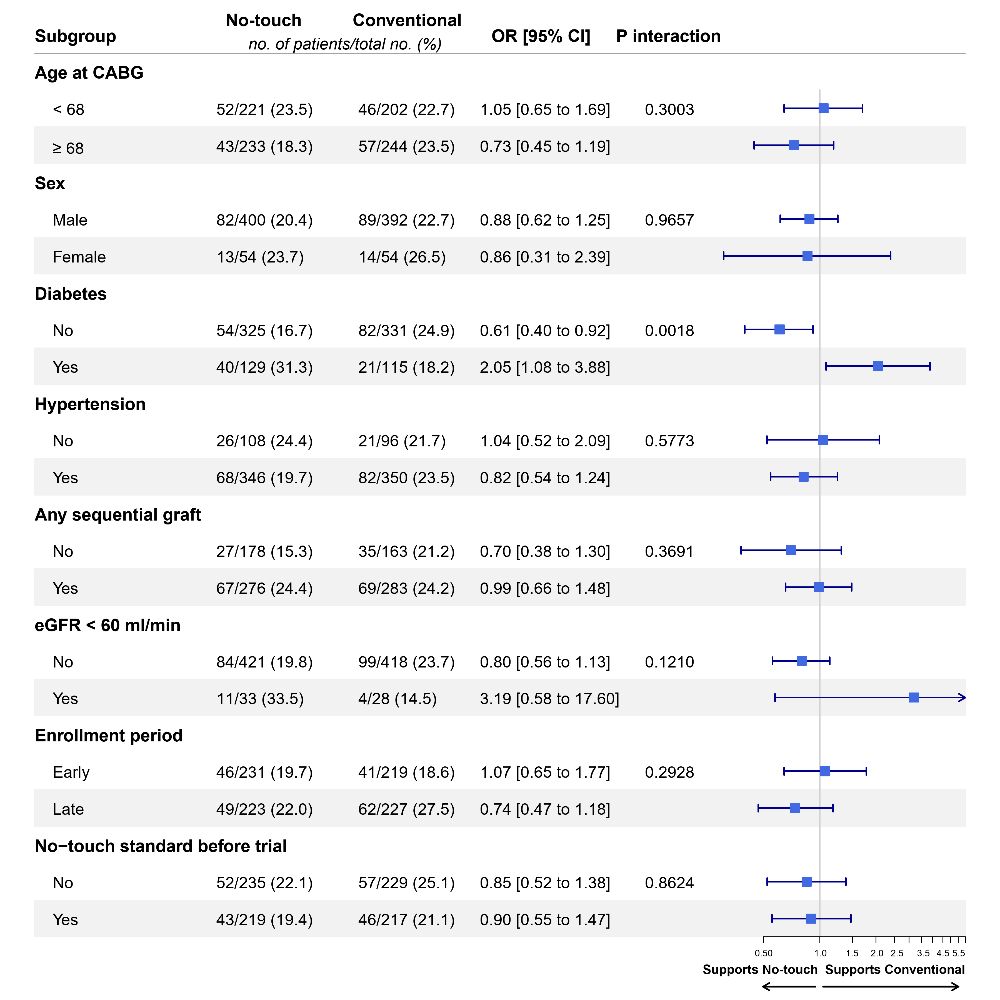 No-touch Conventional
Subgroup OR [95% CI] P interaction
no. of patients/total no. (%)
Age at CABG
< 68 52/221 (23.5) 46/202 (22.7) 1.05 [0.65 to 1.69] 0.3003
≥ 68 43/233 (18.3) 57/244 (23.5) 0.73 [0.45 to 1.19]
Sex
Male 82/400 (20.4) 89/392 (22.7) 0.88 [0.62 to 1.25] 0.9657
Female 13/54 (23.7) 14/54 (26.5) 0.86 [0.31 to 2.39]
Diabetes
No 54/325 (16.7) 82/331 (24.9) 0.61 [0.40 to 0.92] 0.0018
Yes 40/129 (31.3) 21/115 (18.2) 2.05 [1.08 to 3.88]
Hypertension
No 26/108 (24.4) 21/96 (21.7) 1.04 [0.52 to 2.09] 0.5773
Yes 68/346 (19.7) 82/350 (23.5) 0.82 [0.54 to 1.24]
Any sequential graft
No 27/178 (15.3) 35/163 (21.2) 0.70 [0.38 to 1.30] 0.3691
Yes 67/276 (24.4) 69/283 (24.2) 0.99 [0.66 to 1.48]
eGFR < 60 ml/min
No 84/421 (19.8) 99/418 (23.7) 0.80 [0.56 to 1.13] 0.1210
Yes 11/33 (33.5) 4/28 (14.5) 3.19 [0.58 to 17.60]
Enrollment period
Early 46/231 (19.7) 41/219 (18.6) 1.07 [0.65 to 1.77] 0.2928
Late 49/223 (22.0) 62/227 (27.5) 0.74 [0.47 to 1.18]
No−touch standard before trial
No 52/235 (22.1) 57/229 (25.1) 0.85 [0.52 to 1.38] 0.8624
Yes 43/219 (19.4) 46/217 (21.1) 0.90 [0.55 to 1.47]
0.50 1.0 1.5 2.0 2.5 3.5 4.5 5.5
Supports No-touch Supports Conventional